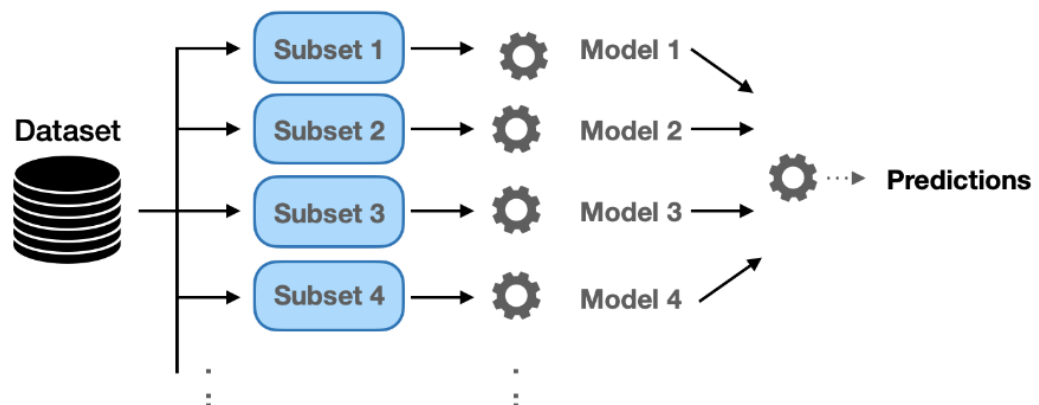 Subset 1
Model 1
Subset 2
Model 2
Dataset
Subset 3
Model 3
Predictions
Subset 4
Model 4